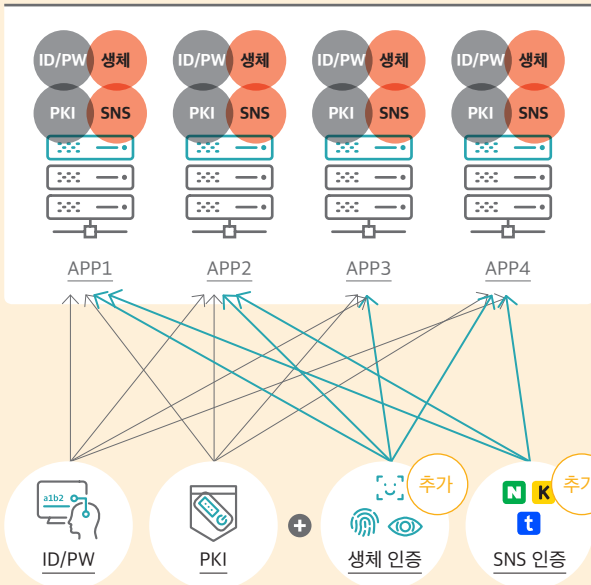 ID/PW 생체 ID/PW 생체 ID/PW 생체 ID/PW 생체
PKI SNS PKI SNS PKI SNS PKI SNS
APP1 APP2 APP3 APP4
추가 추가
a1b2 N K
t
ID/PW PKI 생체 인증 SNS 인증